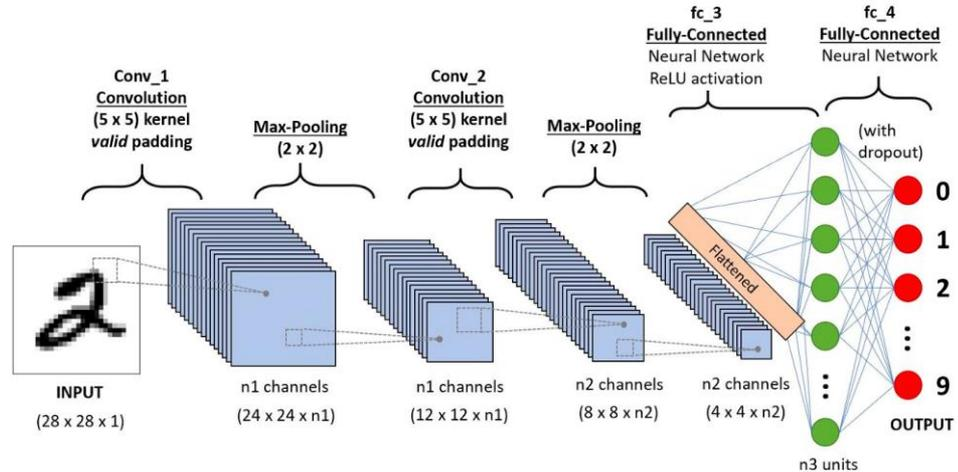 fc_3
Fully-Connected
Neural Network
ReLU activation
fc_4
Fully-Connected
Neural Network
Conv_1
Convolution
(5 x 5) kernel
valid padding
Max-Pooling
(2 x 2)
Conv_2
Convolution
(5 x 5) kernel
valid padding
Max-Pooling
(2 x 2)
(with
dropout)
Flattened
0
1
2
9
OUTPUT
INPUT
(28 x 28 x 1)
n1 channels
(24 x 24 x n1)
n1 channels
(12 x 12 x n1)
n2 channels
(8 x 8 x n2)
n2 channels
(4 x 4 x n2)
n3 units
2